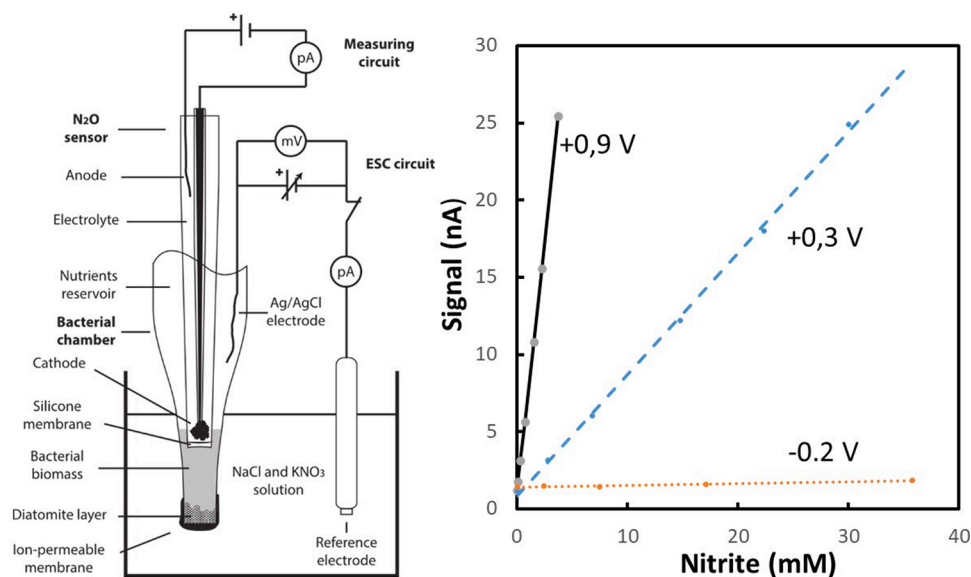 Measuring
circuit
+
pA
N2O
sensor
mV
ESC circuit
+
Anode
Electrolyte
pA
Nutrients
reservoir
Ag/AgCl
electrode
Bacterial
chamber
Cathode
Silicone
membrane
Bacterial
biomass
NaCl and KNO3
solution
Diatomite layer
Ion-permeable
membrane
Reference
electrode
30
25
20
15
10
5
0
Signal (nA)
+0,9 V
+0,3 V
-0.2 V
0
10
20
30
40
Nitrite (mM)